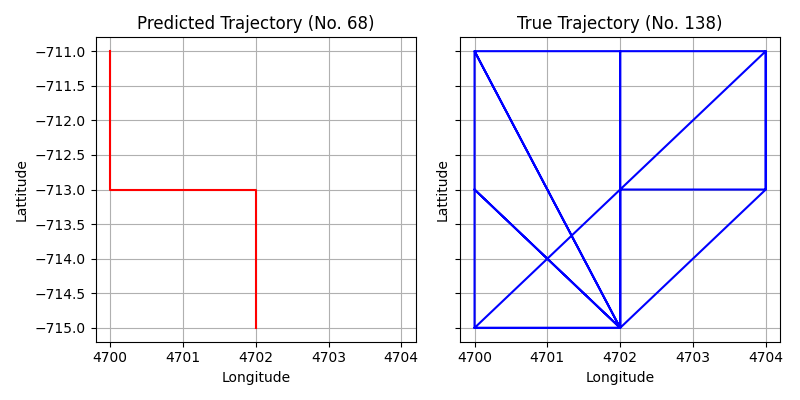 Predicted Trajectory (No. 68)
−711.0
−711.5
−712.0
−712.5
−713.0
−713.5
−714.0
−714.5
−715.0
Lattitude
4700 4701 4702 4703 4704
Longitude
True Trajectory (No. 138)
Lattitude
4700 4701 4702 4703 4704
Longitude